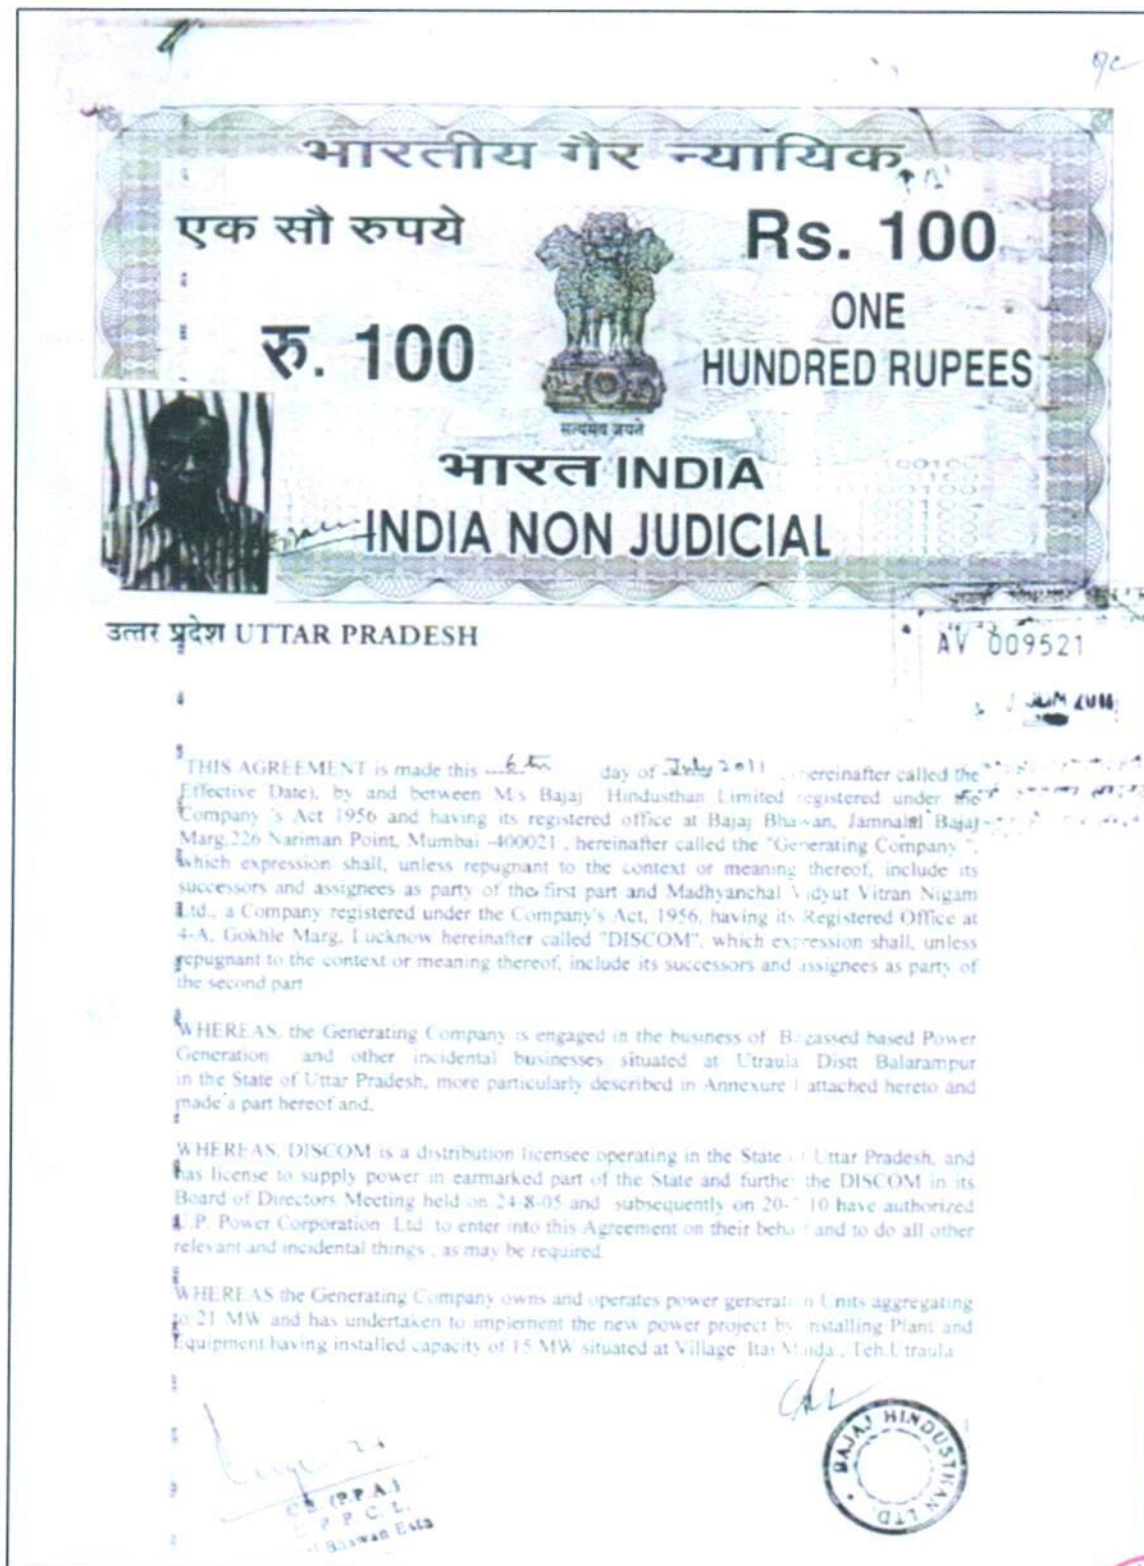 भारतीय गैर न्यायिक
एक सौ रुपये
Rs. 100
रु. 100
ONE
HUNDRED RUPEES
सत्यमेव जयते
भारत INDIA
INDIA NON JUDICIAL
उत्तर प्रदेश UTTAR PRADESH
AV 009521
THIS AGREEMENT is made this 6th day of July 2011, hereinafter called the
Effective Date), by and between M/s Bajaj Hindusthan Limited registered under the
Company 's Act 1956 and having its registered office at Bajaj Bhawan, Jamnalal Bajaj
Marg,226 Nariman Point, Mumbai -400021 , hereinafter called the "Generating Company ",
which expression shall, unless repugnant to the context or meaning thereof, include its
successors and assignees as party of the first part and Madhyanchal Vidyut Vitran Nigam
Ltd., a Company registered under the Company's Act, 1956, having its Registered Office at
4-A, Gokhle Marg, Lucknow hereinafter called "DISCOM", which expression shall, unless
repugnant to the context or meaning thereof, include its successors and assignees as party of
the second part
WHEREAS, the Generating Company is engaged in the business of Bagassed based Power
Generation and other incidental businesses situated at Utraula Distt Balarampur
in the State of Uttar Pradesh, more particularly described in Annexure I attached hereto and
made a part hereof and.
WHEREAS, DISCOM is a distribution licensee operating in the State of Uttar Pradesh, and
has license to supply power in earmarked part of the State and further the DISCOM in its
Board of Directors Meeting held on 24-8-05 and subsequently on have authorized
U.P. Power Corporation Ltd to enter into this Agreement on their behalf and to do all other
relevant and incidental things , as may be required.
WHEREAS the Generating Company owns and operates power generation Units aggregating
to 21 MW and has undertaken to implement the new power project by installing Plant and
Equipment having installed capacity of 15 MW situated at Village Itai Maida , Teh.Utraula
(P.P.A.)
BAJAJ HINDUSTHAN LTD.